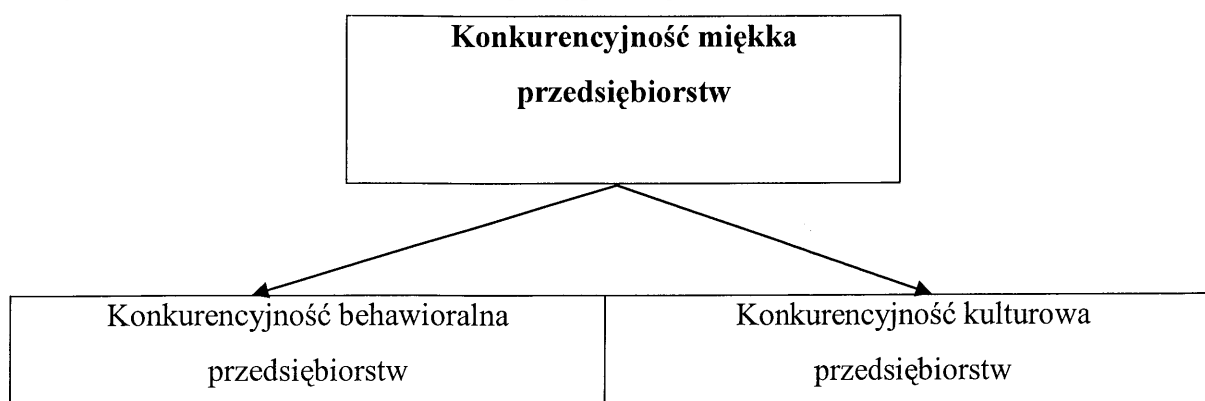 Konkurencyjność miękka
przedsiębiorstw
Konkurencyjność behawioralna
przedsiębiorstw
Konkurencyjność kulturowa
przedsiębiorstw